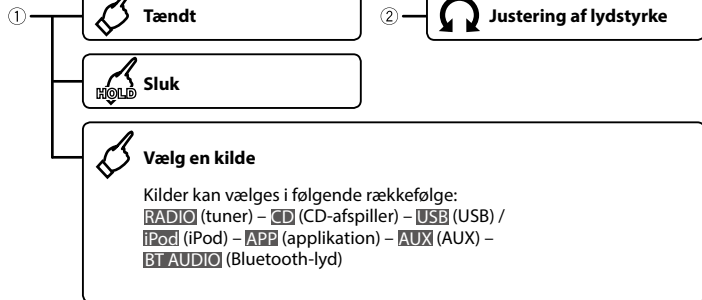 ① Tændt
② Justering af lydstyrke
HOLD Sluk
Vælg en kilde
Kilder kan vælges i følgende rækkefølge:
RADIO (tuner) – CD (CD-afspiller) – USB (USB) /
iPod (iPod) – APP (applikation) – AUX (AUX) –
BT AUDIO (Bluetooth-lyd)